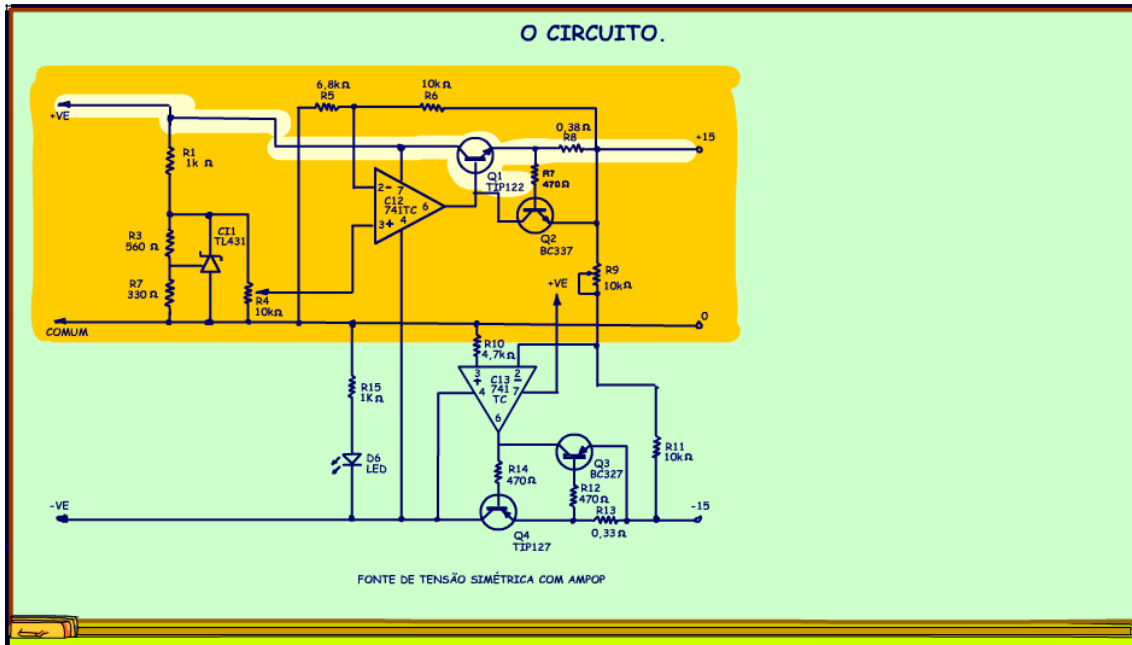 O CIRCUITO.
6,8kΩ
R5
10kΩ
R6
+VE
0,38Ω
R8
+15
R1
1k Ω
Q1
TIP122
R?
470Ω
2 -
7
C12
741TC
6
3 +
4
Q2
BC337
R3
560 Ω
CI1
TL431
R7
330Ω
R4
10kΩ
+VE
R9
10kΩ
COMUM
0
R10
4,7kΩ
3
+
2
-
C13
741
TC
4
7
6
R15
1KΩ
D6
LED
R14
470Ω
Q3
BC327
R12
470Ω
R11
10kΩ
R13
0,33Ω
-VE
-15
Q4
TIP127
FONTE DE TENSÃO SIMÉTRICA COM AMPOP